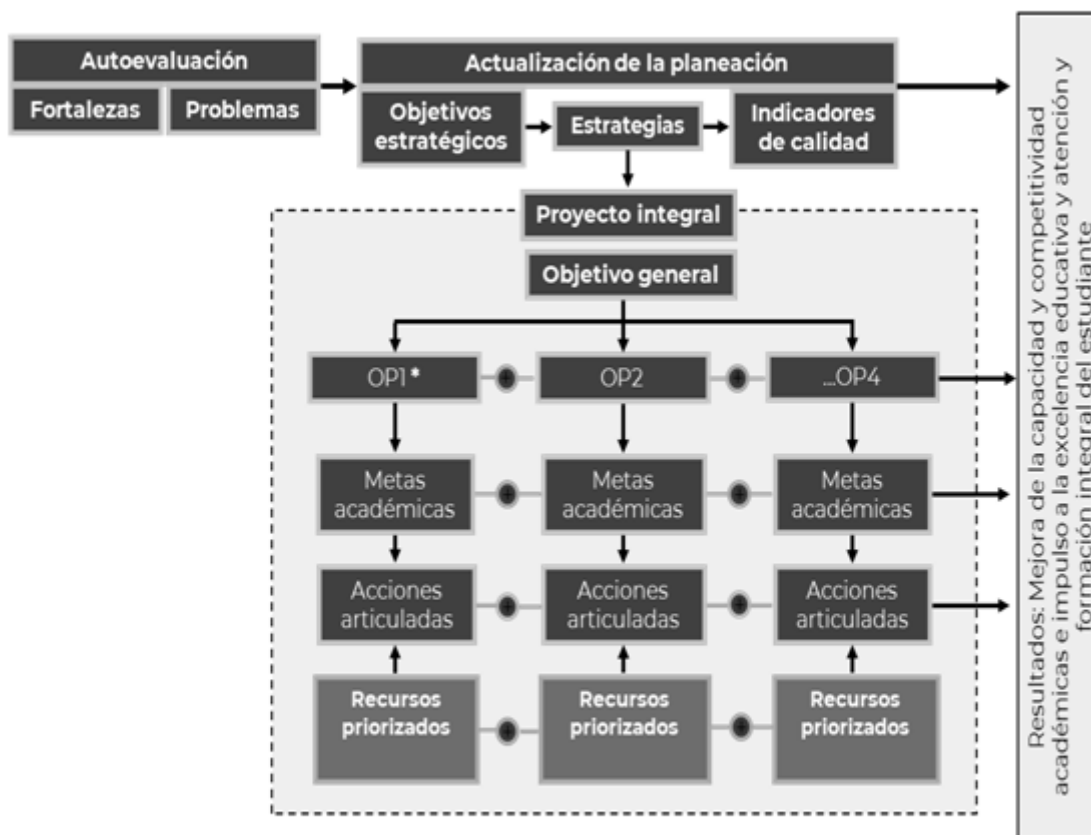 Autoevaluación
Fortalezas
Problemas
Actualización de la planeación
Objetivos
estratégicos
Estrategias
Indicadores
de calidad
Proyecto integral
Objetivo general
OP1 *
+
OP2
+
...OP4
Metas
académicas
+
Metas
académicas
+
Metas
académicas
Acciones
articuladas
+
Acciones
articuladas
+
Acciones
articuladas
Recursos
priorizados
+
Recursos
priorizados
+
Recursos
priorizados
Resultados: Mejora de la capacidad y competitividad
académicas e impulso a la excelencia educativa y atención y
formación integral del estudiante